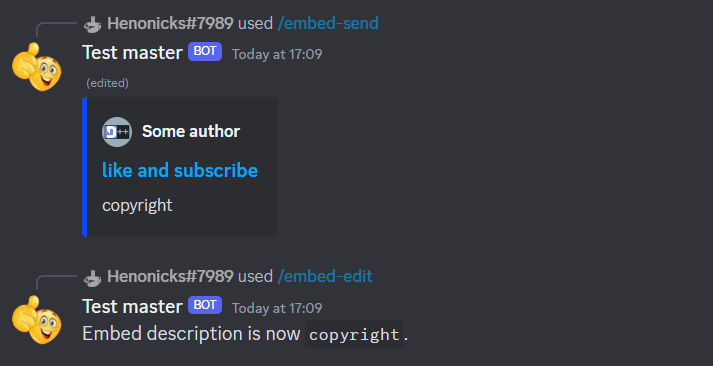 Henonicks#7989 used /embed-send
Test master BOT Today at 17:09
(edited)
D++ Some author
like and subscribe
copyright
Henonicks#7989 used /embed-edit
Test master BOT Today at 17:09
Embed description is now copyright.